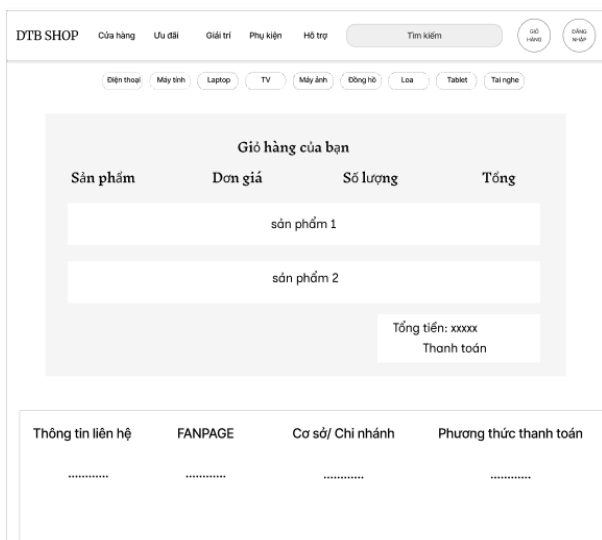 DTB SHOP Cửa hàng Ưu đãi Giải trí Phụ kiện Hỗ trợ Tìm kiếm GIỎ HÀNG ĐĂNG NHẬP
Điện thoại Máy tính Laptop TV Máy ảnh Đồng hồ Loa Tablet Tai nghe
Giỏ hàng của bạn
Sản phẩm Dơn giá Số lượng Tổng
sản phẩm 1
sản phẩm 2
Tổng tiền: xxxxx
Thanh toán
Thông tin liên hệ FANPAGE Cơ sở/ Chi nhánh Phương thức thanh toán
............ ............ ............ ............